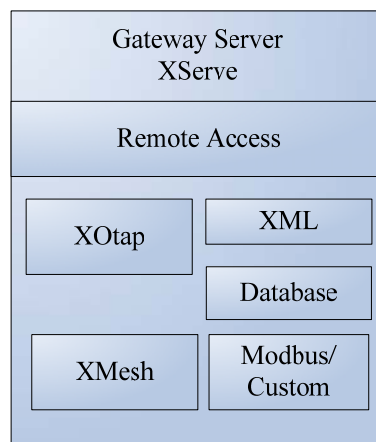 Gateway Server
XServe
Remote Access
XOtap
XML
Database
XMesh
Modbus/
Custom